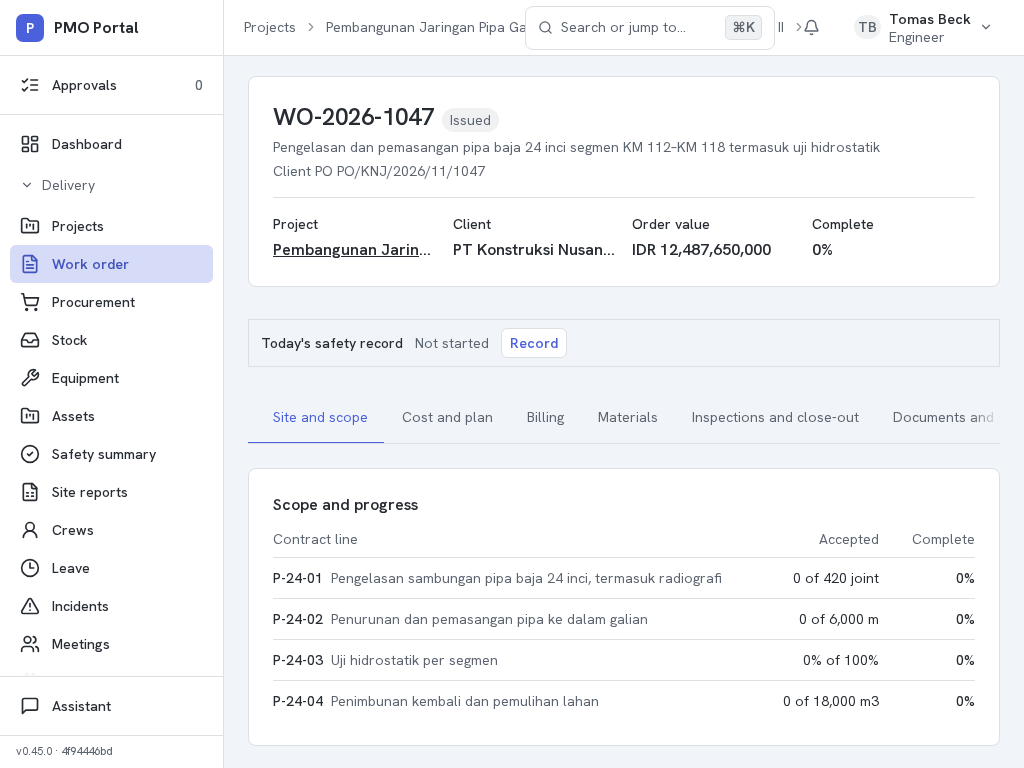 P PMO Portal
Projects
Pembangunan Jaringan Pipa Ga
Search or jump to...
⌘K
II
TB
Tomas Beck
Engineer
Approvals 0
Dashboard
Delivery
Projects
Work order
Procurement
Stock
Equipment
Assets
Safety summary
Site reports
Crews
Leave
Incidents
Meetings
Assistant
v0.45.0 · 4f94446bd
WO-2026-1047 Issued
Pengelasan dan pemasangan pipa baja 24 inci segmen KM 112–KM 118 termasuk uji hidrostatik
Client PO PO/KNJ/2026/11/1047
Project Client Order value Complete
Pembangunan Jarin... PT Konstruksi Nusan... IDR 12,487,650,000 0%
Today's safety record Not started Record
Site and scope Cost and plan Billing Materials Inspections and close-out Documents and
Scope and progress
Contract line Accepted Complete
P-24-01 Pengelasan sambungan pipa baja 24 inci, termasuk radiografi 0 of 420 joint 0%
P-24-02 Penurunan dan pemasangan pipa ke dalam galian 0 of 6,000 m 0%
P-24-03 Uji hidrostatik per segmen 0% of 100% 0%
P-24-04 Penimbunan kembali dan pemulihan lahan 0 of 18,000 m3 0%